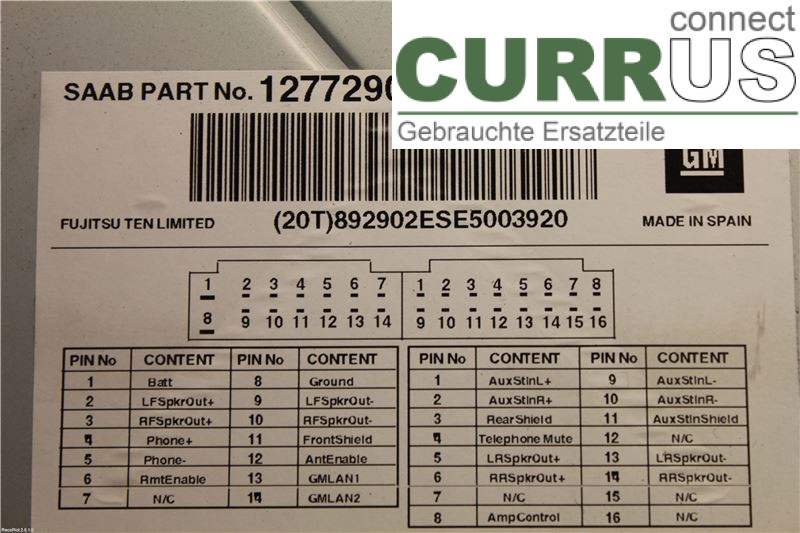 connect
CURRUS
Gebrauchte Ersatzteile
SAAB PART No.
GM
FUJITSU TEN LIMITED (20T)892902ESE5003920 MADE IN SPAIN
1 2 3 4 5 6 7 1 2 3 4 5 6 7 8
8 9 10 11 12 13 14 9 10 11 12 13 14 15 16
PIN No CONTENT PIN No CONTENT PIN No CONTENT PIN No CONTENT
1 Batt 8 Ground 1 AuxStInL+ 9 AuxStInL-
2 LFSpkrOut+ 9 LFSpkrOut- 2 AuxStInR+ 10 AuxStInR-
3 RFSpkrOut+ 10 RFSpkrOut- 3 RearShield 11 AuxStInShield
4 Phone+ 11 FrontShield 4 Telephone Mute 12 N/C
5 Phone- 12 AntEnable 5 LRSpkrOut+ 13 LRSpkrOut-
6 RmtEnable 13 GMLAN1 6 RRSpkrOut+ 14 RRSpkrOut-
7 N/C 14 GMLAN2 7 N/C 15 N/C
8 AmpControl 16 N/C